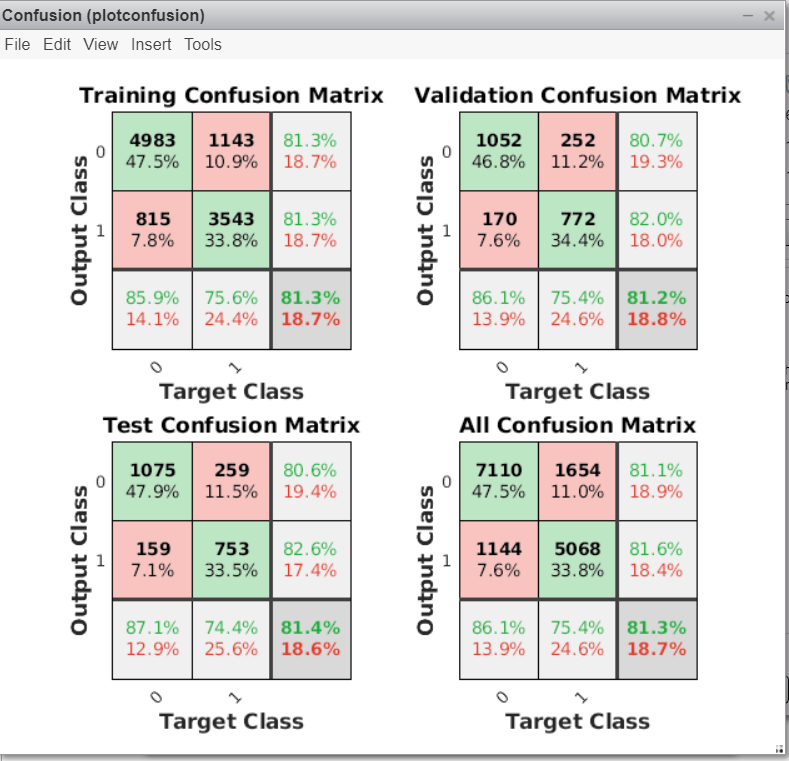 Confusion (plotconfusion)
File Edit View Insert Tools
Training Confusion Matrix
4983 1143 81.3%
0
47.5% 10.9% 18.7%
815 3543 81.3%
1
7.8% 33.8% 18.7%
85.9% 75.6% 81.3%
14.1% 24.4% 18.7%
Output Class
0 1
Target Class
Validation Confusion Matrix
1052 252 80.7%
0
46.8% 11.2% 19.3%
170 772 82.0%
1
7.6% 34.4% 18.0%
86.1% 75.4% 81.2%
13.9% 24.6% 18.8%
Output Class
0 1
Target Class
Test Confusion Matrix
1075 259 80.6%
0
47.9% 11.5% 19.4%
159 753 82.6%
1
7.1% 33.5% 17.4%
87.1% 74.4% 81.4%
12.9% 25.6% 18.6%
Output Class
0 1
Target Class
All Confusion Matrix
7110 1654 81.1%
0
47.5% 11.0% 18.9%
1144 5068 81.6%
1
7.6% 33.8% 18.4%
86.1% 75.4% 81.3%
13.9% 24.6% 18.7%
Output Class
0 1
Target Class